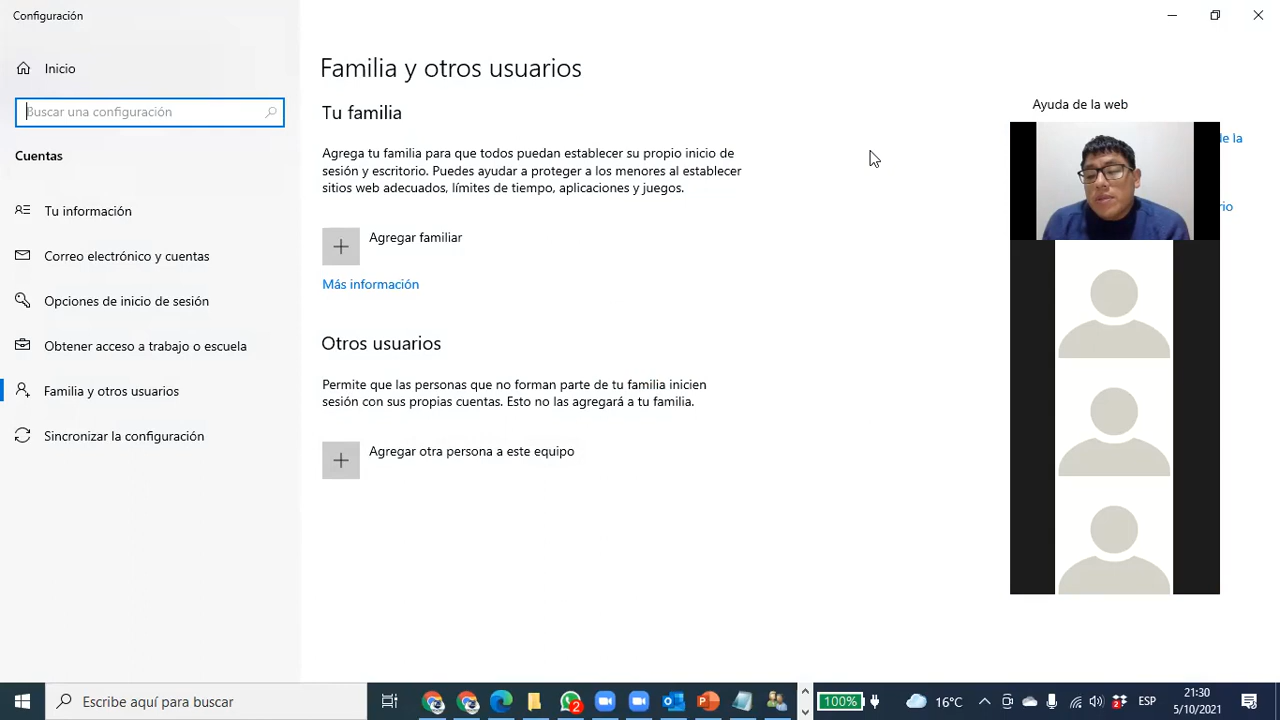 Configuración
Inicio
Buscar una configuración
Cuentas
Tu información
Correo electrónico y cuentas
Opciones de inicio de sesión
Obtener acceso a trabajo o escuela
Familia y otros usuarios
Sincronizar la configuración
Familia y otros usuarios
Tu familia
Agrega tu familia para que todos puedan establecer su propio inicio de
sesión y escritorio. Puedes ayudar a proteger a los menores al establecer
sitios web adecuados, límites de tiempo, aplicaciones y juegos.
Agregar familiar
Más información
Otros usuarios
Permite que las personas que no forman parte de tu familia inicien
sesión con sus propias cuentas. Esto no las agregará a tu familia.
Agregar otra persona a este equipo
Ayuda de la web
de la
rio
Escribe aquí para buscar
2
100%
16°C
ESP
21:30
5/10/2021